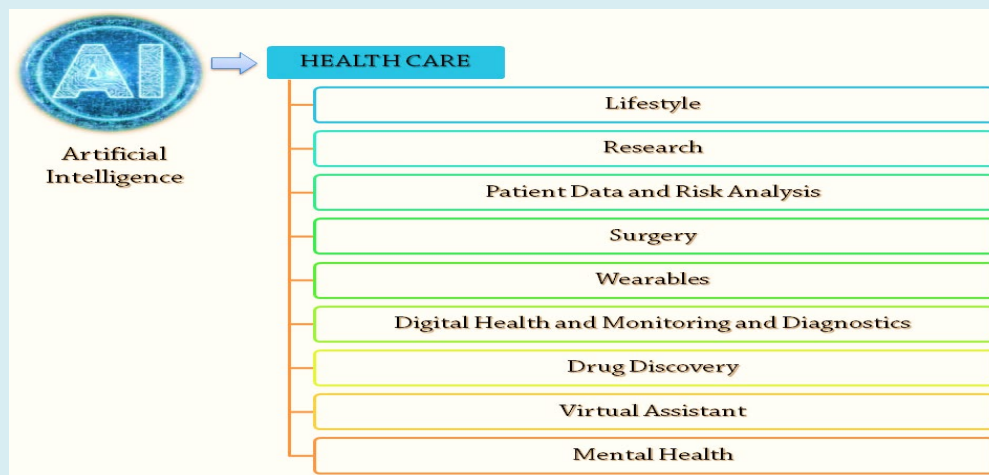 AI
HEALTH CARE
Artificial
Intelligence
Lifestyle
Research
Patient Data and Risk Analysis
Surgery
Wearables
Digital Health and Monitoring and Diagnostics
Drug Discovery
Virtual Assistant
Mental Health